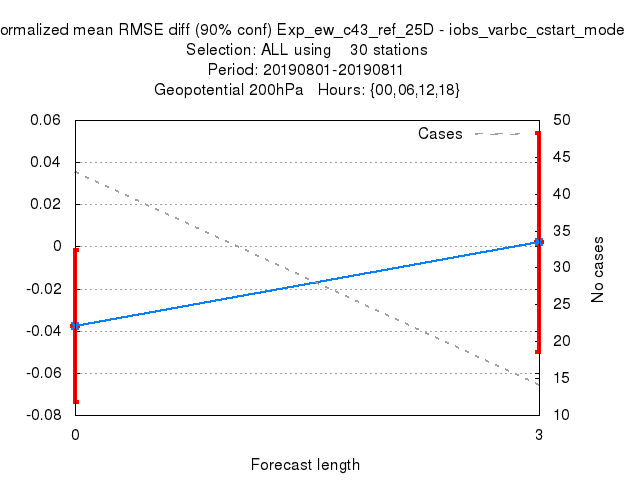 ormalized mean RMSE diff (90% conf) Exp_ew_c43_ref_25D - iobs_varbc_cstart_mode
Selection: ALL using 30 stations
Period: 20190801-20190811
Geopotential 200hPa Hours: {00,06,12,18}
Cases
0.06
0.04
0.02
0
-0.02
-0.04
-0.06
-0.08
50
45
40
35
30
25
20
15
10
No cases
0 3
Forecast length